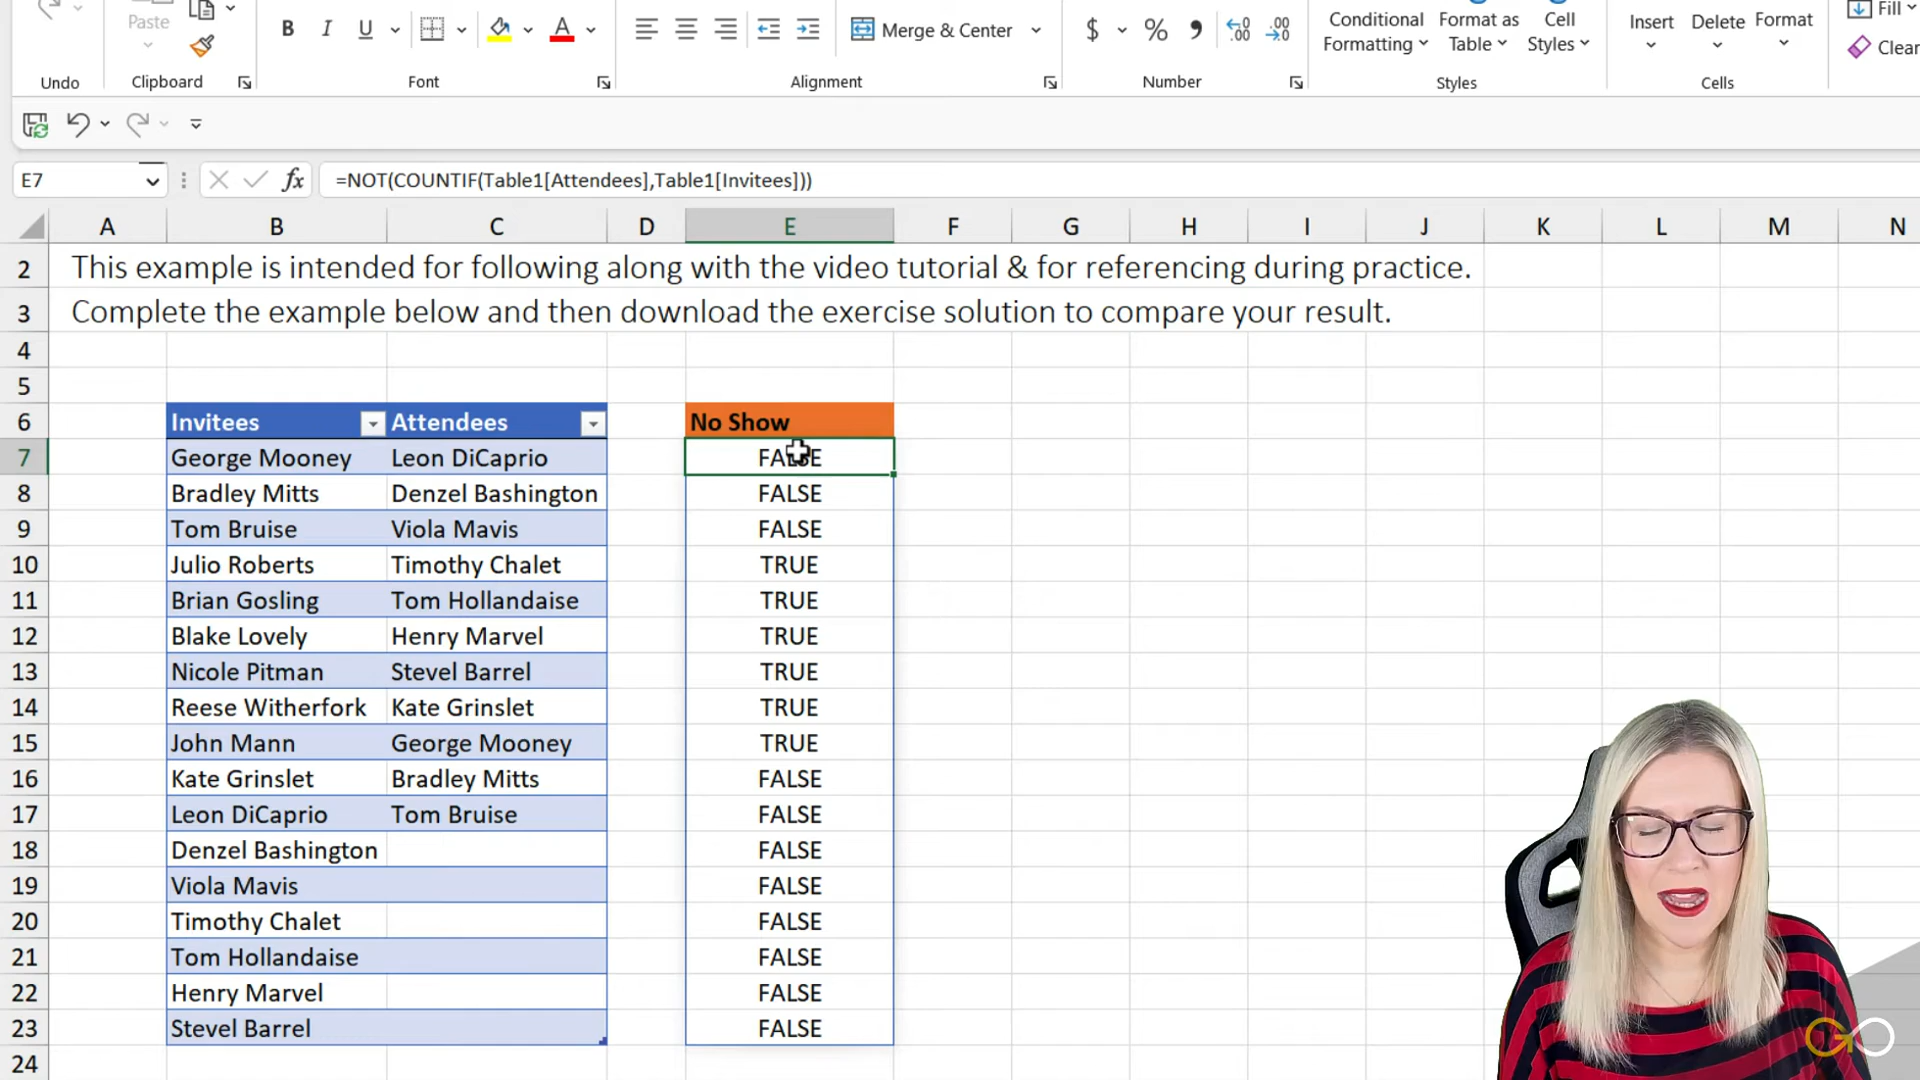 Paste
B I U A
Merge & Center
$ % ,
Conditional Formatting
Format as Table
Cell Styles
Insert
Delete
Format
Fill
Clear
Undo Clipboard Font Alignment Number Styles Cells
E7 fx =NOT(COUNTIF(Table1[Attendees],Table1[Invitees]))
A B C D E F G H I J K L M N
2 This example is intended for following along with the video tutorial & for referencing during practice.
3 Complete the example below and then download the exercise solution to compare your result.
4
5
6 Invitees Attendees No Show
7 George Mooney Leon DiCaprio FALSE
8 Bradley Mitts Denzel Bashington FALSE
9 Tom Bruise Viola Mavis FALSE
10 Julio Roberts Timothy Chalet TRUE
11 Brian Gosling Tom Hollandaise TRUE
12 Blake Lovely Henry Marvel TRUE
13 Nicole Pitman Stevel Barrel TRUE
14 Reese Witherfork Kate Grinslet TRUE
15 John Mann George Mooney TRUE
16 Kate Grinslet Bradley Mitts FALSE
17 Leon DiCaprio Tom Bruise FALSE
18 Denzel Bashington FALSE
19 Viola Mavis FALSE
20 Timothy Chalet FALSE
21 Tom Hollandaise FALSE
22 Henry Marvel FALSE
23 Stevel Barrel FALSE
24
GO